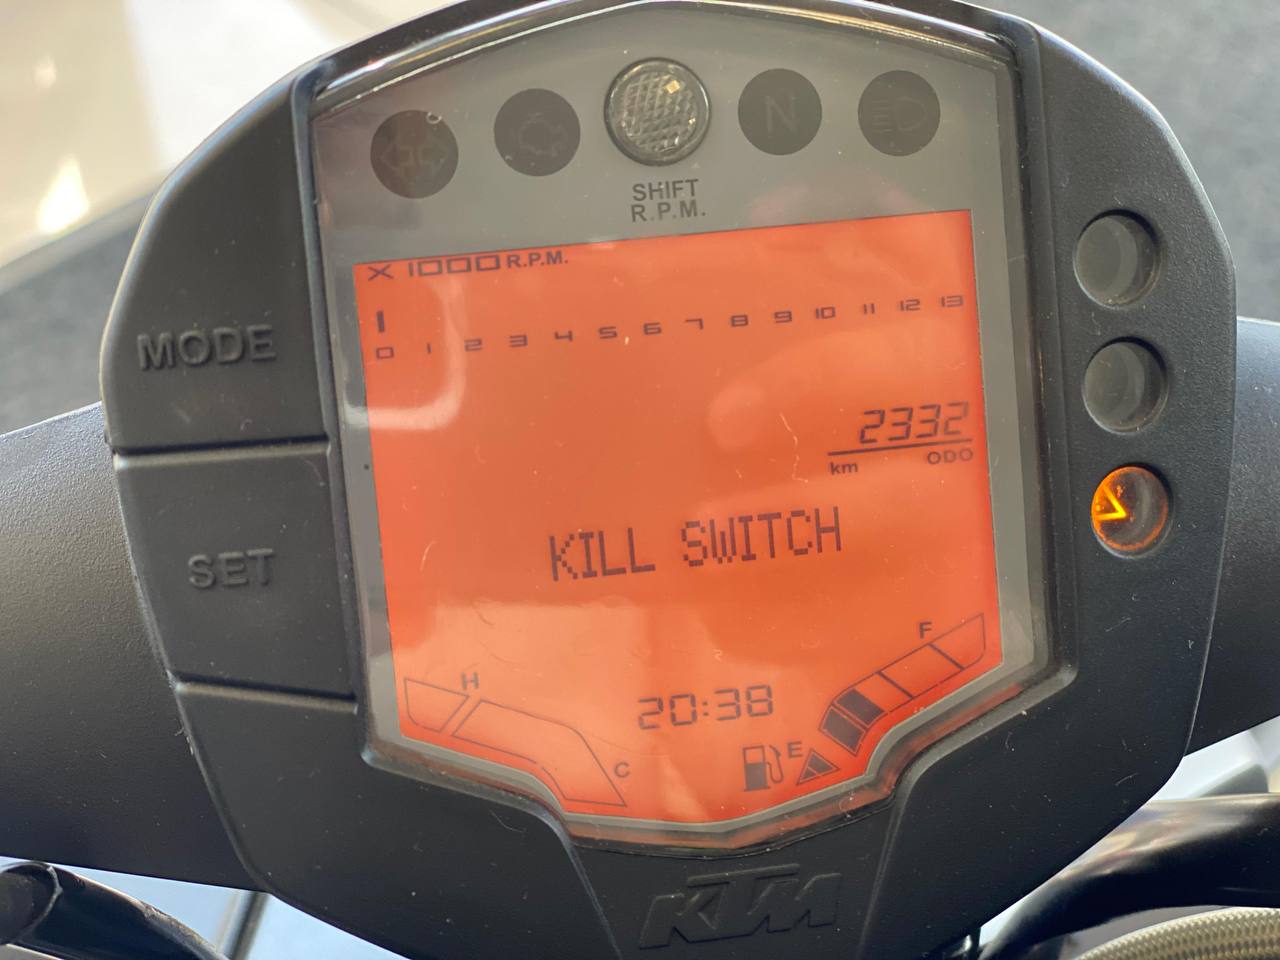 N
SHIFT
R.P.M.
X 1000 R.P.M.
0 1 2 3 4 5 6 7 8 9 10 11 12 13
MODE
2332
km ODO
KILL SWITCH
SET
F
H
20:38
E
C
KTM